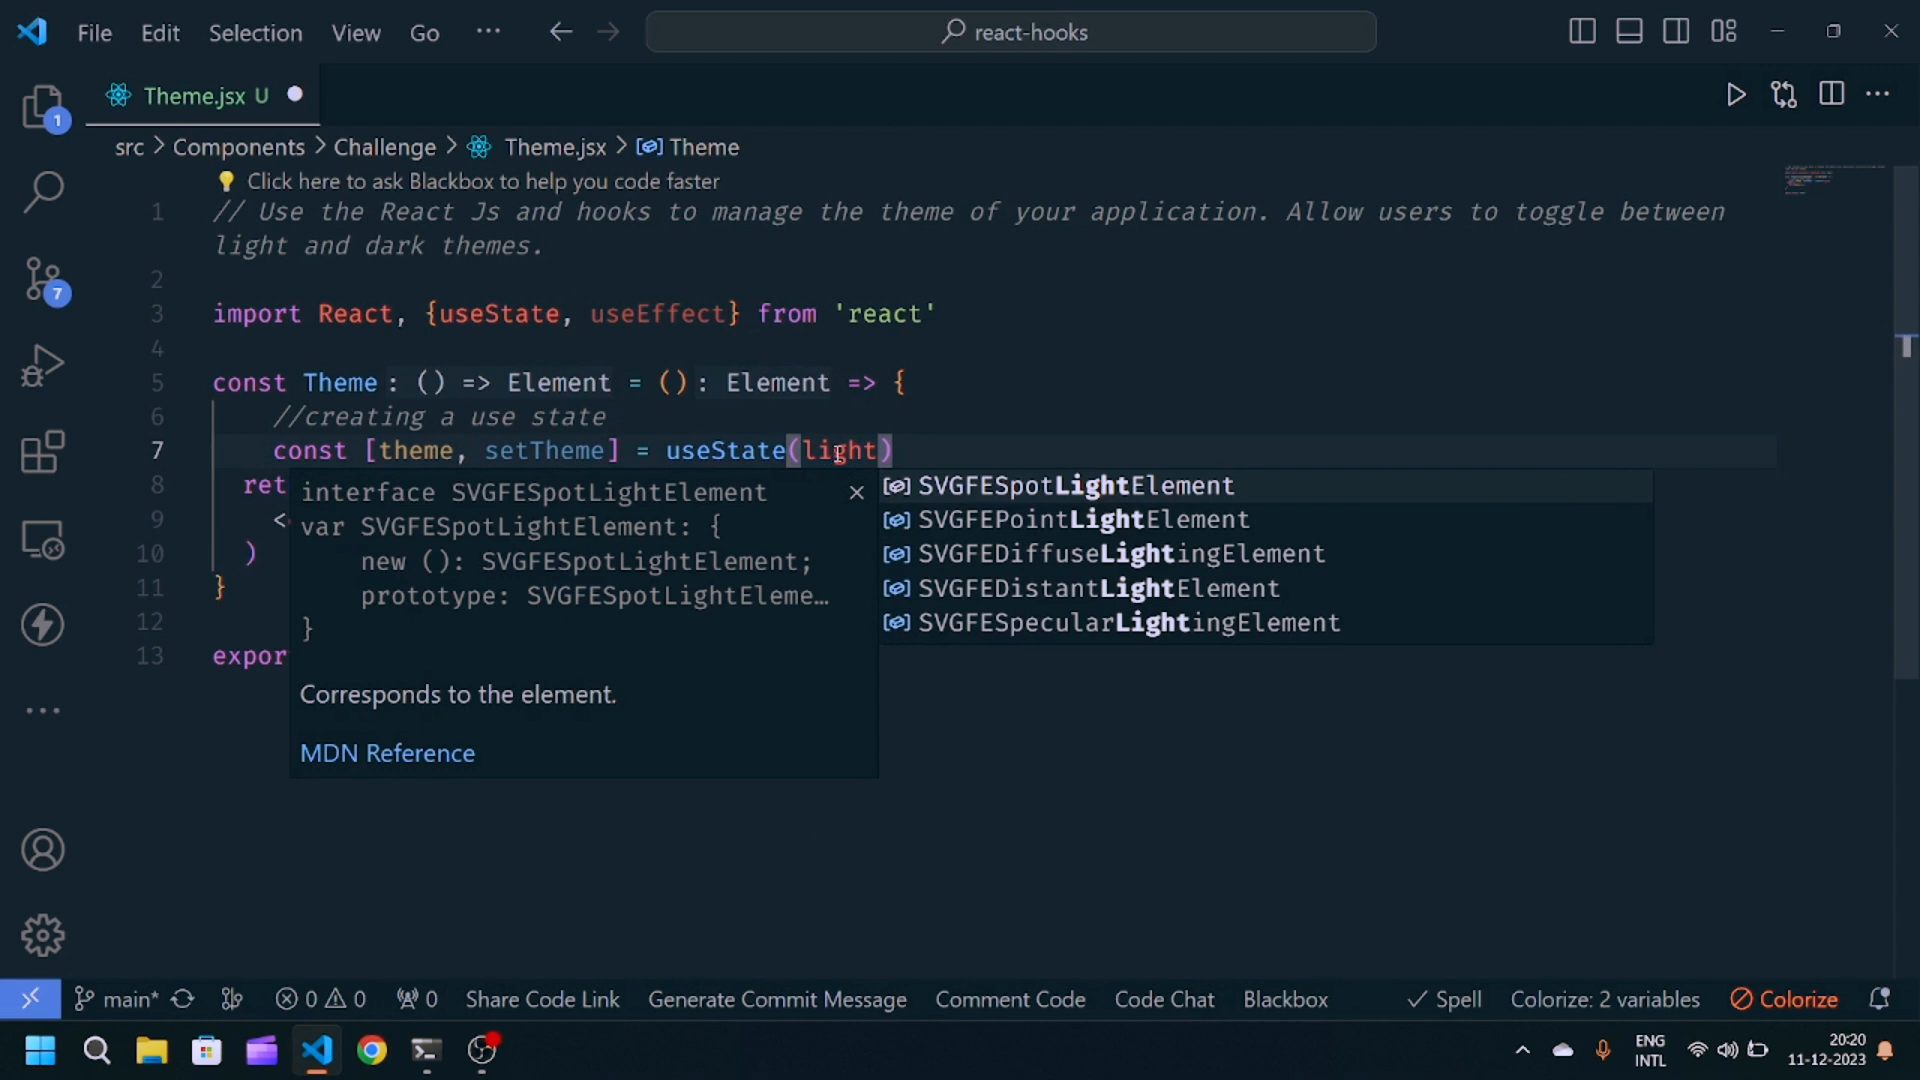 File Edit Selection View Go ··· react-hooks
Theme.jsx U
1
src > Components > Challenge > Theme.jsx > Theme
Click here to ask Blackbox to help you code faster
1 // Use the React Js and hooks to manage the theme of your application. Allow users to toggle between
light and dark themes.
2
7
3 import React, {useState, useEffect} from 'react'
4
5 const Theme: () => Element = (): Element => {
6 //creating a use state
7 const [theme, setTheme] = useState(light)
8 ret
9 <
10 )
11 }
12
13 expor
interface SVGFESpotLightElement
var SVGFESpotLightElement: {
new (): SVGFESpotLightElement;
prototype: SVGFESpotLightEleme…
}
Corresponds to the element.
MDN Reference
SVGFESpotLightElement
SVGFEPointLightElement
SVGFEDiffuseLightingElement
SVGFEDistantLightElement
SVGFESpecularLightingElement
main* 0 0 0 Share Code Link Generate Commit Message Comment Code Code Chat Blackbox Spell Colorize: 2 variables Colorize
ENG
INTL
20:20
11-12-2023